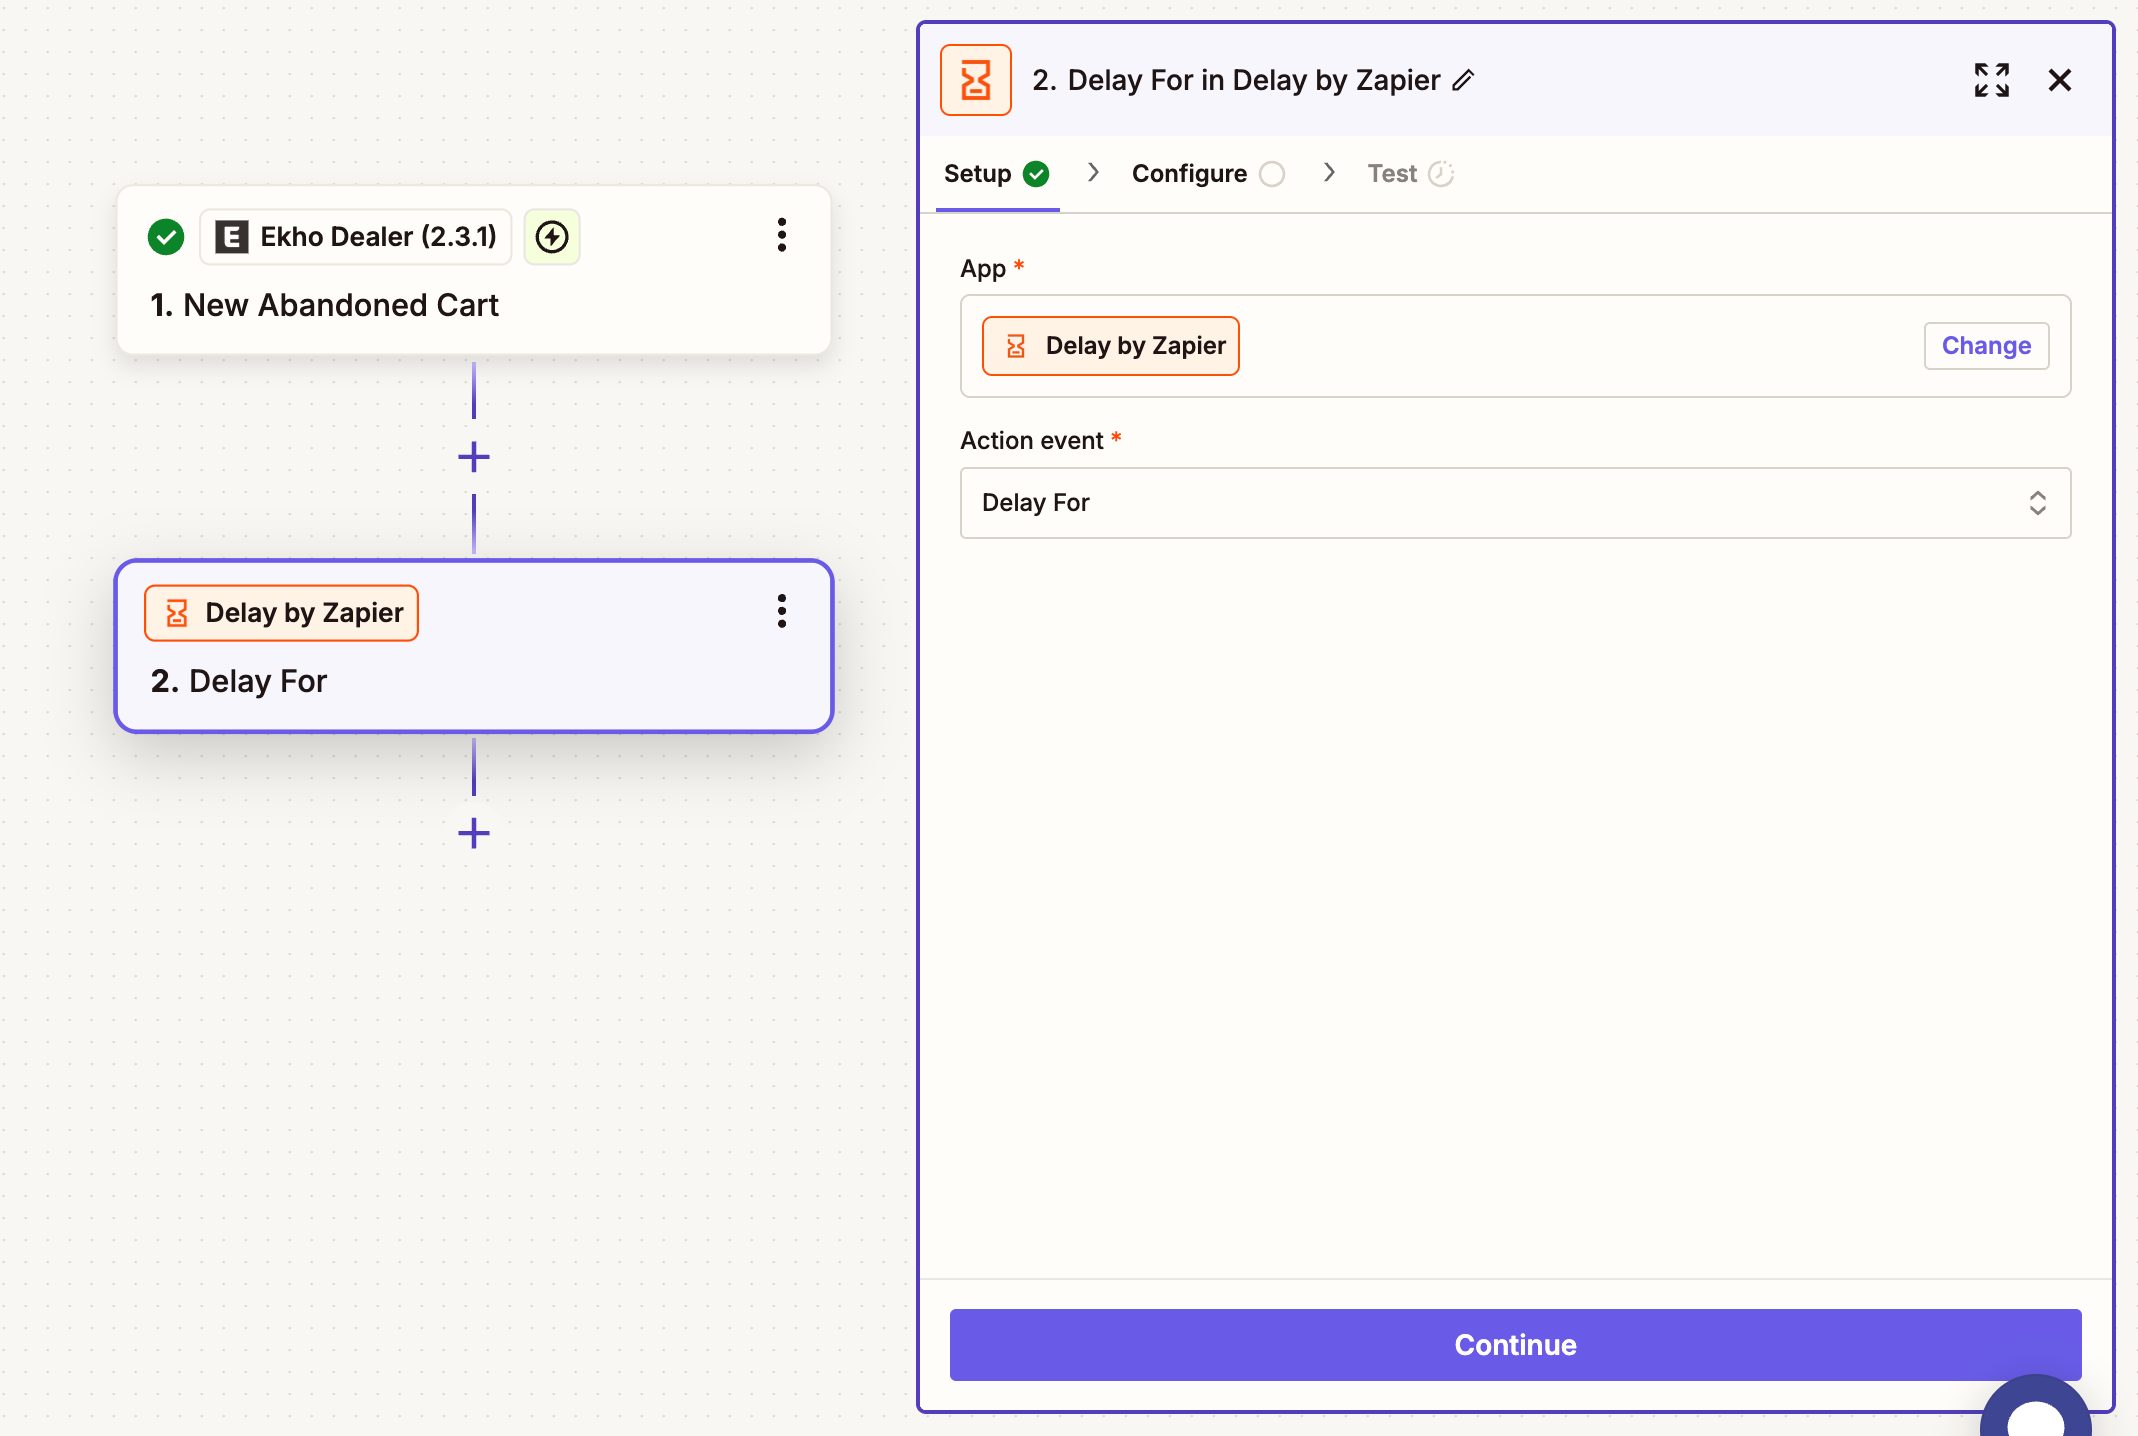 Ekho Dealer (2.3.1)
1. New Abandoned Cart
Delay by Zapier
2. Delay For
2. Delay For in Delay by Zapier
Setup
Configure
Test
App *
Delay by Zapier
Change
Action event *
Delay For
Continue